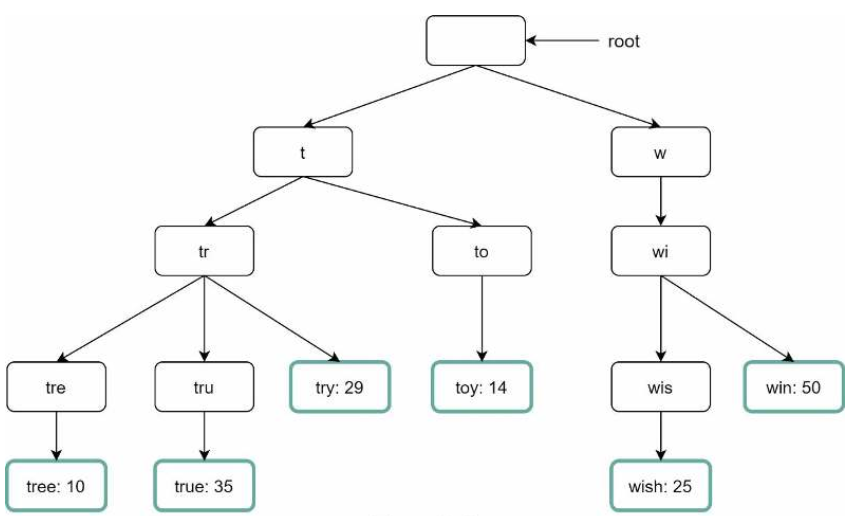 root
t
w
tr
to
wi
tre
tru
try: 29
toy: 14
wis
win: 50
tree: 10
true: 35
wish: 25